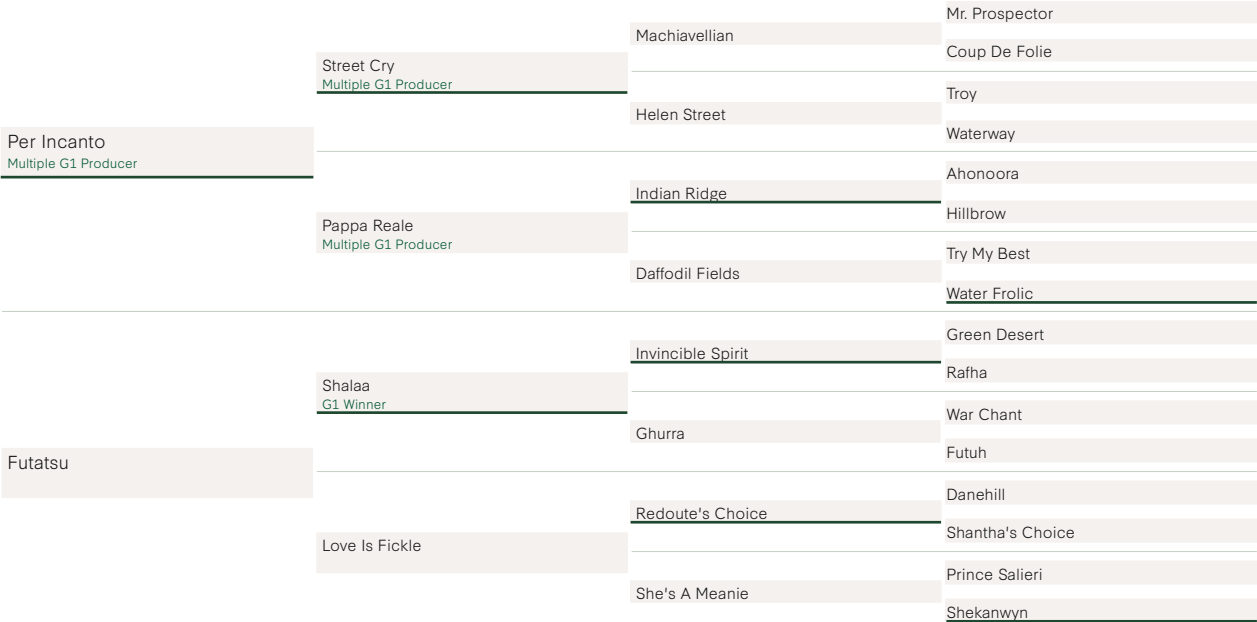 Per Incanto
Multiple G1 Producer
Futatsu
Street Cry
Multiple G1 Producer
Pappa Reale
Multiple G1 Producer
Shalaa
G1 Winner
Love Is Fickle
Machiavellian
Helen Street
Indian Ridge
Daffodil Fields
Invincible Spirit
Ghurra
Redoute's Choice
She's A Meanie
Mr. Prospector
Coup De Folie
Troy
Waterway
Ahonoora
Hillbrow
Try My Best
Water Frolic
Green Desert
Rafha
War Chant
Futuh
Danehill
Shantha's Choice
Prince Salieri
Shekanwyn